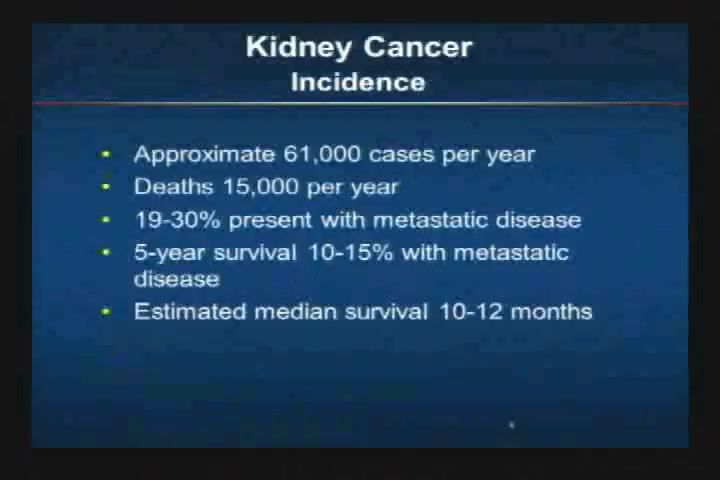 Kidney Cancer
Incidence
• Approximate 61,000 cases per year
• Deaths 15,000 per year
• 19-30% present with metastatic disease
• 5-year survival 10-15% with metastatic
disease
• Estimated median survival 10-12 months